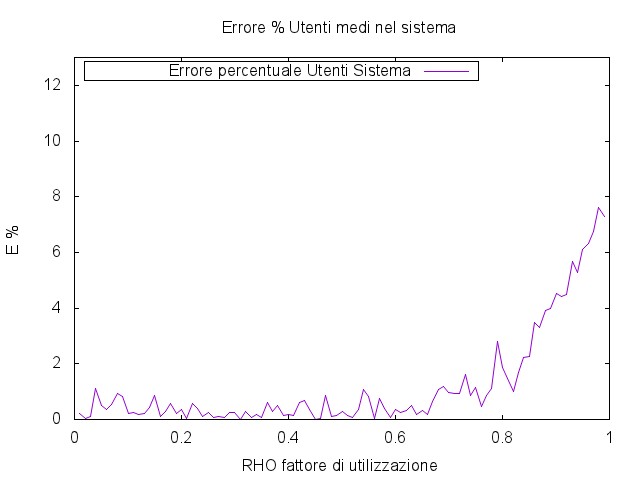 Errore % Utenti medi nel sistema
Errore percentuale Utenti Sistema
12
10
8
6
4
2
0
E %
0 0.2 0.4 0.6 0.8 1
RHO fattore di utilizzazione